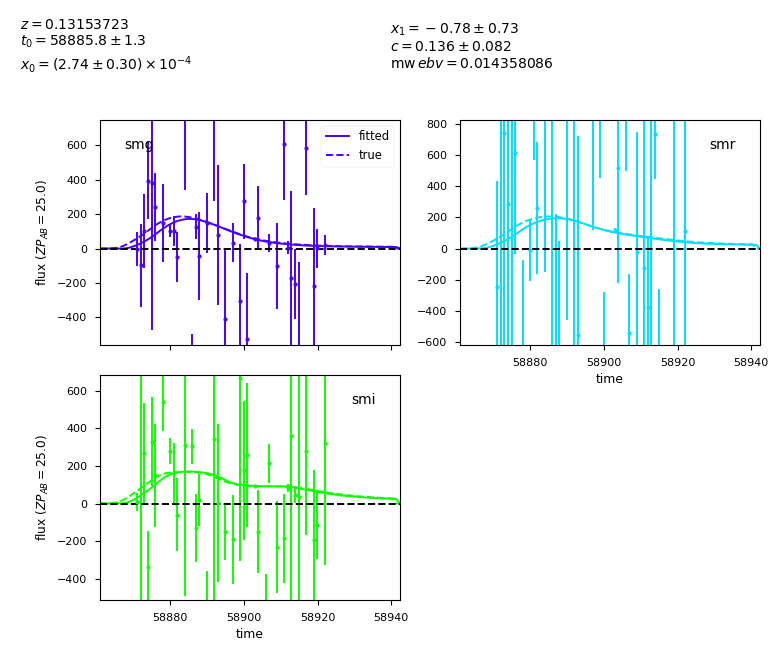 z = 0.13153723
t₀ = 58885.8 ± 1.3
x₀ = (2.74 ± 0.30) × 10⁻⁴
x₁ = −0.78 ± 0.73
c = 0.136 ± 0.082
mw ebv = 0.014358086
smg
fitted
true
600
400
200
0
−200
−400
flux (ZP_AB = 25.0)
smr
800
600
400
200
0
−200
−400
−600
58880 58900 58920 58940
time
smi
600
400
200
0
−200
−400
flux (ZP_AB = 25.0)
58880 58900 58920 58940
time